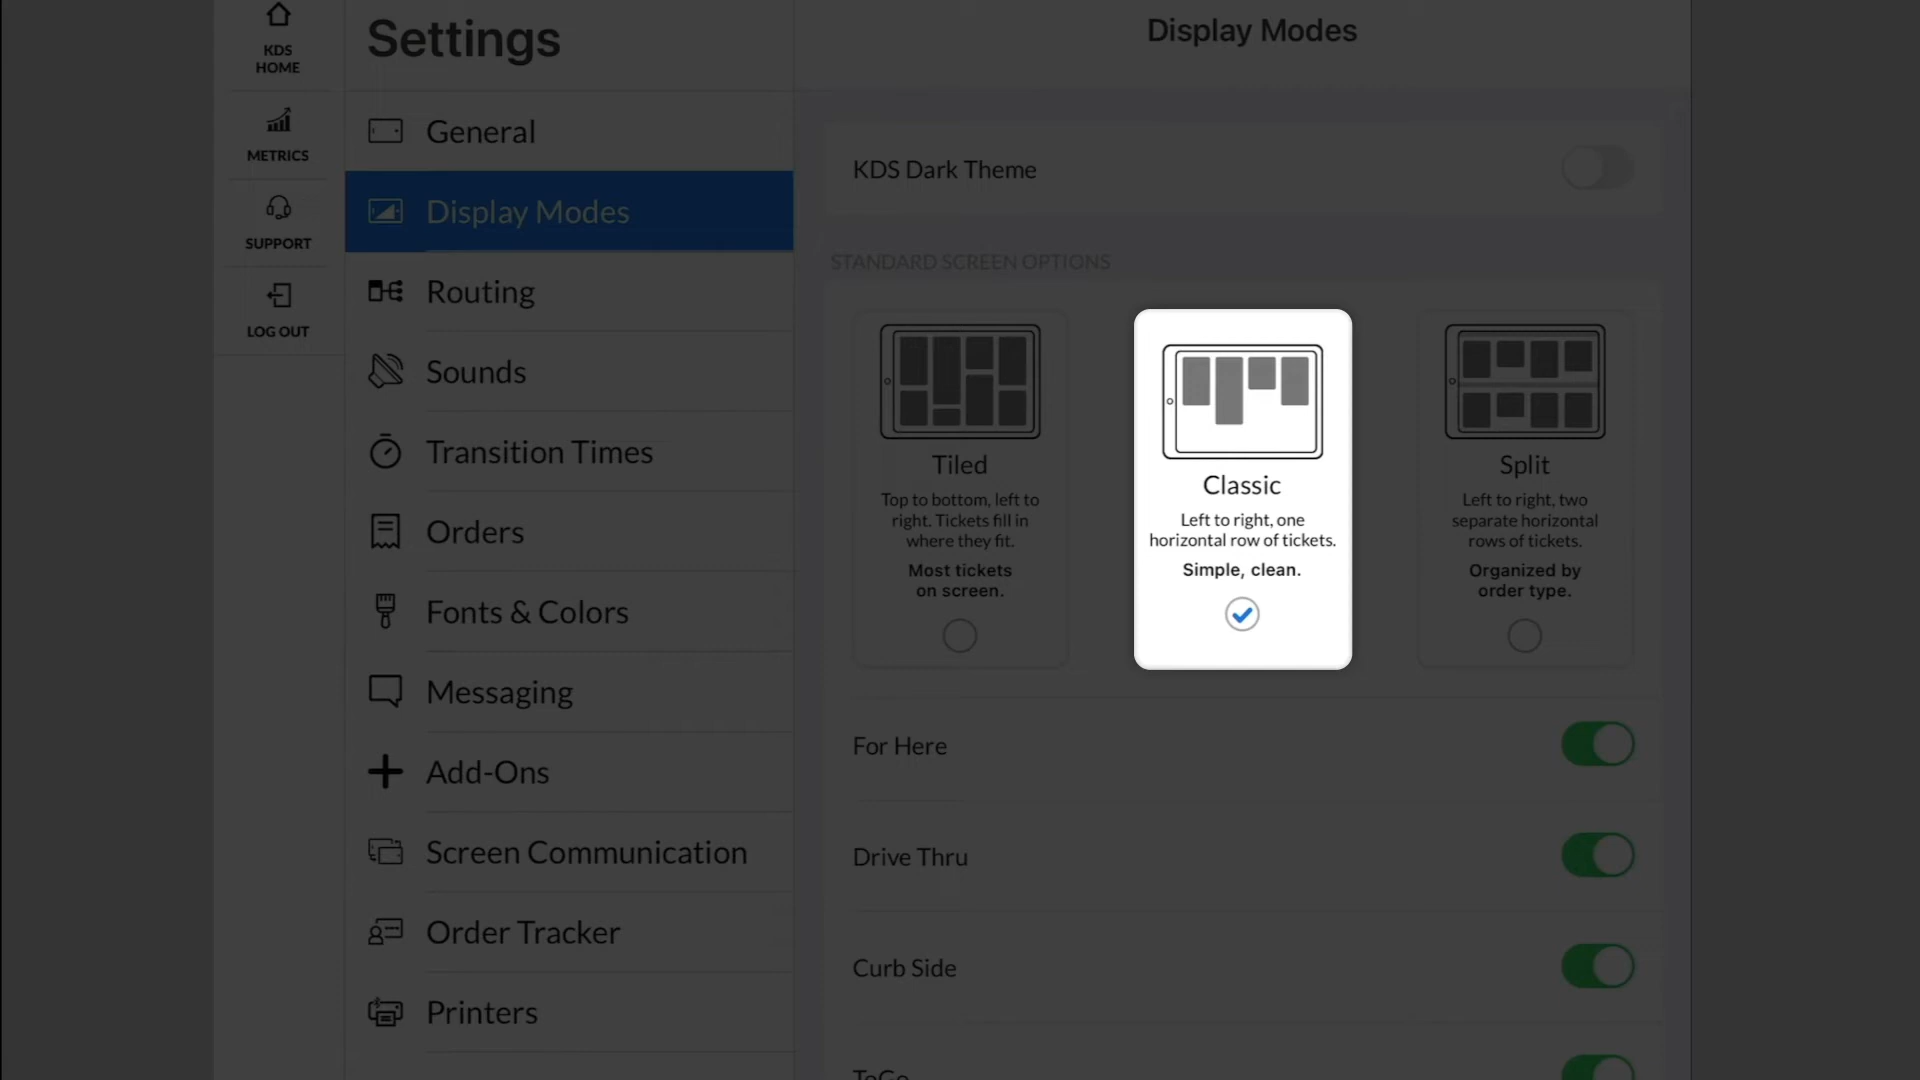 KDS
HOME
METRICS
SUPPORT
LOG OUT
Settings
General
Display Modes
Routing
Sounds
Transition Times
Orders
Fonts & Colors
Messaging
Add-Ons
Screen Communication
Order Tracker
Printers
Display Modes
KDS Dark Theme
STANDARD SCREEN OPTIONS
Tiled
Top to bottom, left to
right. Tickets fill in
where they fit.
Most tickets
on screen.
Classic
Left to right, one
horizontal row of tickets.
Simple, clean.
Split
Left to right, two
separate horizontal
rows of tickets.
Organized by
order type.
For Here
Drive Thru
Curb Side
ToGo